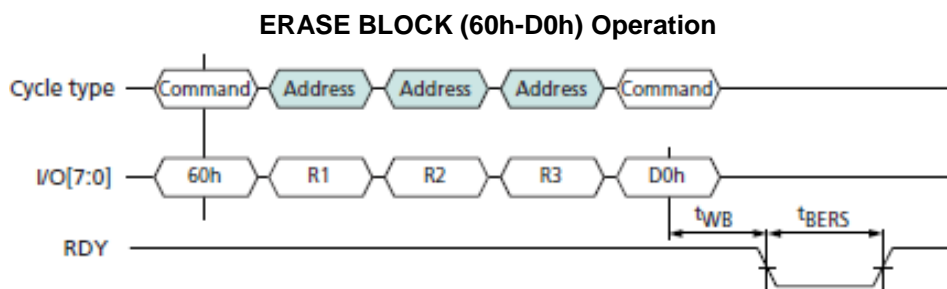 ERASE BLOCK (60h-D0h) Operation
Cycle type Command Address Address Address Command
I/O[7:0] 60h R1 R2 R3 D0h
tWB tBERS
RDY